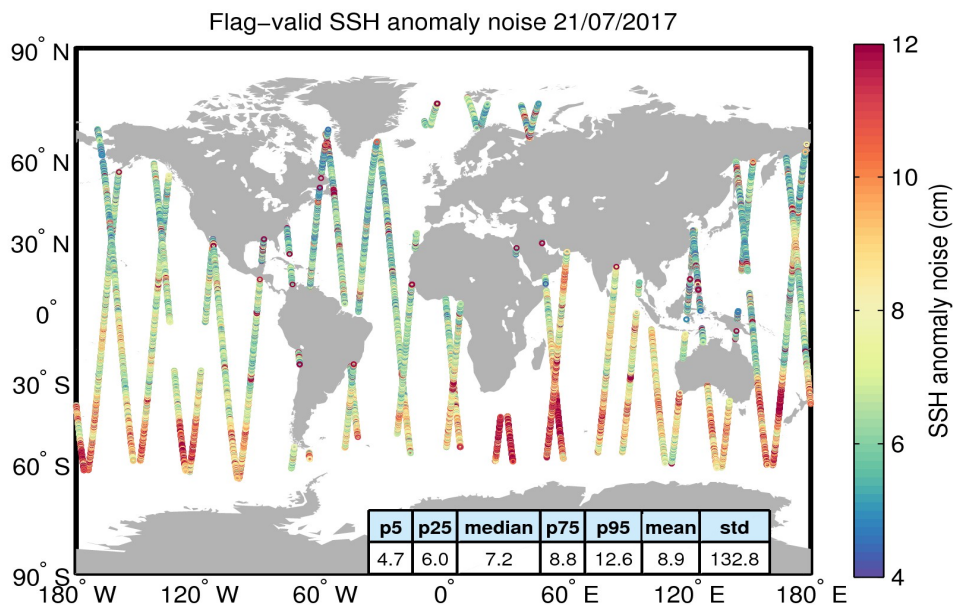 Flag−valid SSH anomaly noise 21/07/2017
90° N
60° N
30° N
0°
30° S
60° S
90° S
180° W
120° W
60° W
0°
60° E
120° E
180° E
p5 p25 median p75 p95 mean std
4.7 6.0 7.2 8.8 12.6 8.9 132.8
12
10
8
6
4
SSH anomaly noise (cm)